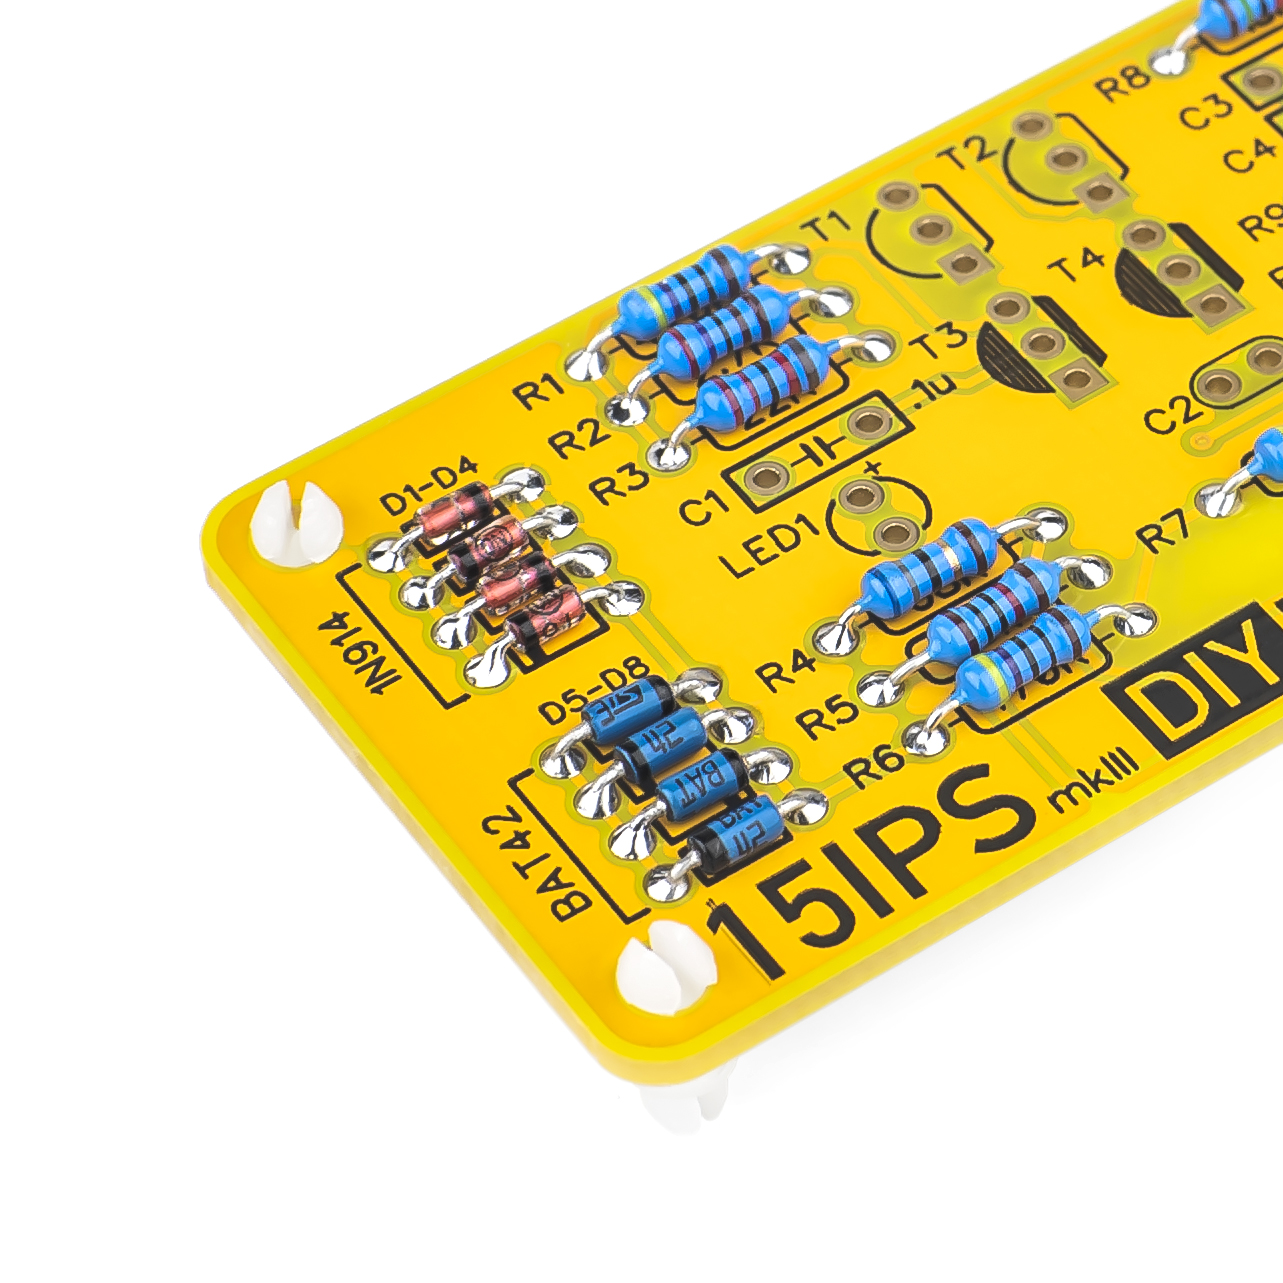 R8
C3
C4
T2
R9
T1
T4
T3
R1
.1u
C2
R2
R3
D1-D4
C1
+
R7
LED1
1N914
R4
D5-D8
R5
R6
DIY
mkIII
BAT42
BAT
15IPS